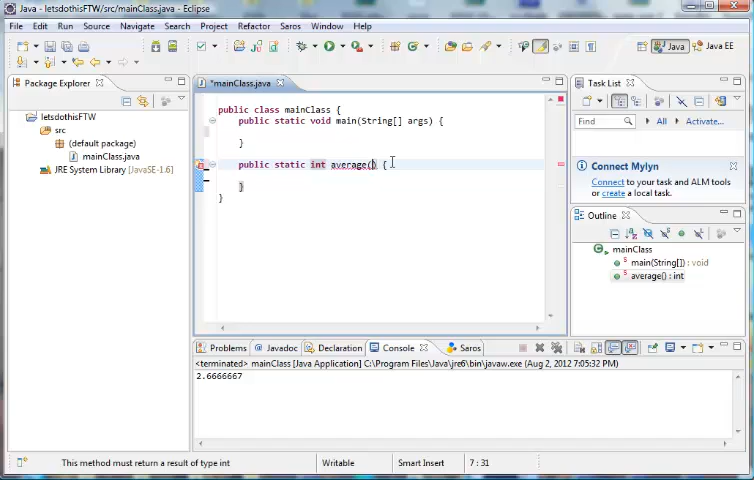 Java - letsdothisFTW/src/mainClass.java - Eclipse
File Edit Source Refactor Navigate Search Project Refactor Saros Run Window Help
Java Java EE
Package Explorer
letsdothisFTW
src
(default package)
mainClass.java
JRE System Library [JavaSE-1.6]
*mainClass.java
public class mainClass {
public static void main(String[] args) {
}
public static int average() {
}
}
Task List
Find All Activate...
Connect Mylyn
Connect to your task and ALM tools
or create a local task.
Outline
mainClass
main(String[]) : void
average() : int
Problems Javadoc Declaration Console Saros
<terminated> mainClass [Java Application] C:\Program Files\Java\jre6\bin\javaw.exe (Aug 2, 2012 7:05:32 PM)
2.6666667
This method must return a result of type int Writable Smart Insert 7 : 31